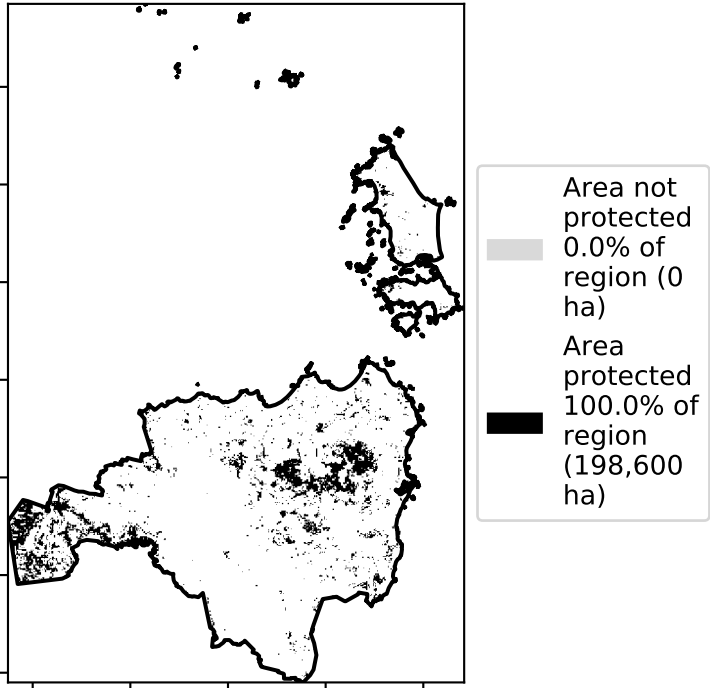 Area not
protected
0.0% of
region (0
ha)
Area
protected
100.0% of
region
(198,600
ha)